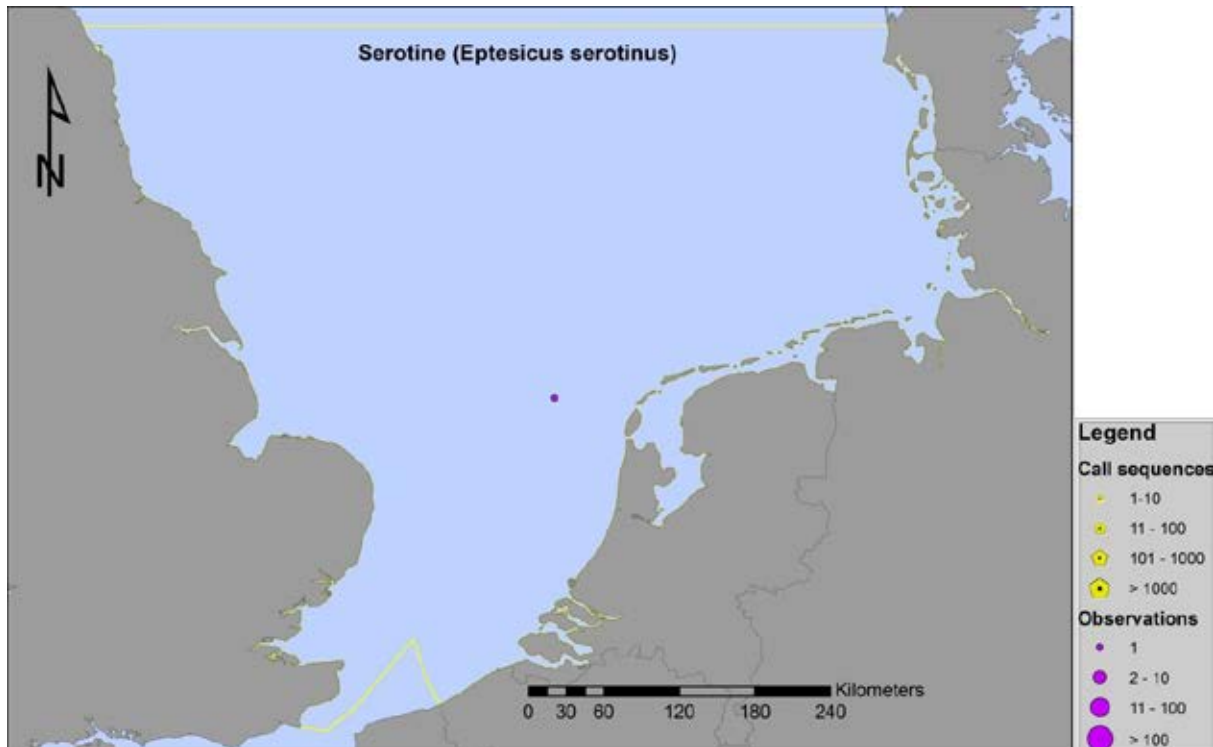 Serotine (Eptesicus serotinus)
N
Kilometers
0 30 60 120 180 240
Legend
Call sequences
1-10
11 - 100
101 - 1000
> 1000
Observations
1
2 - 10
11 - 100
> 100